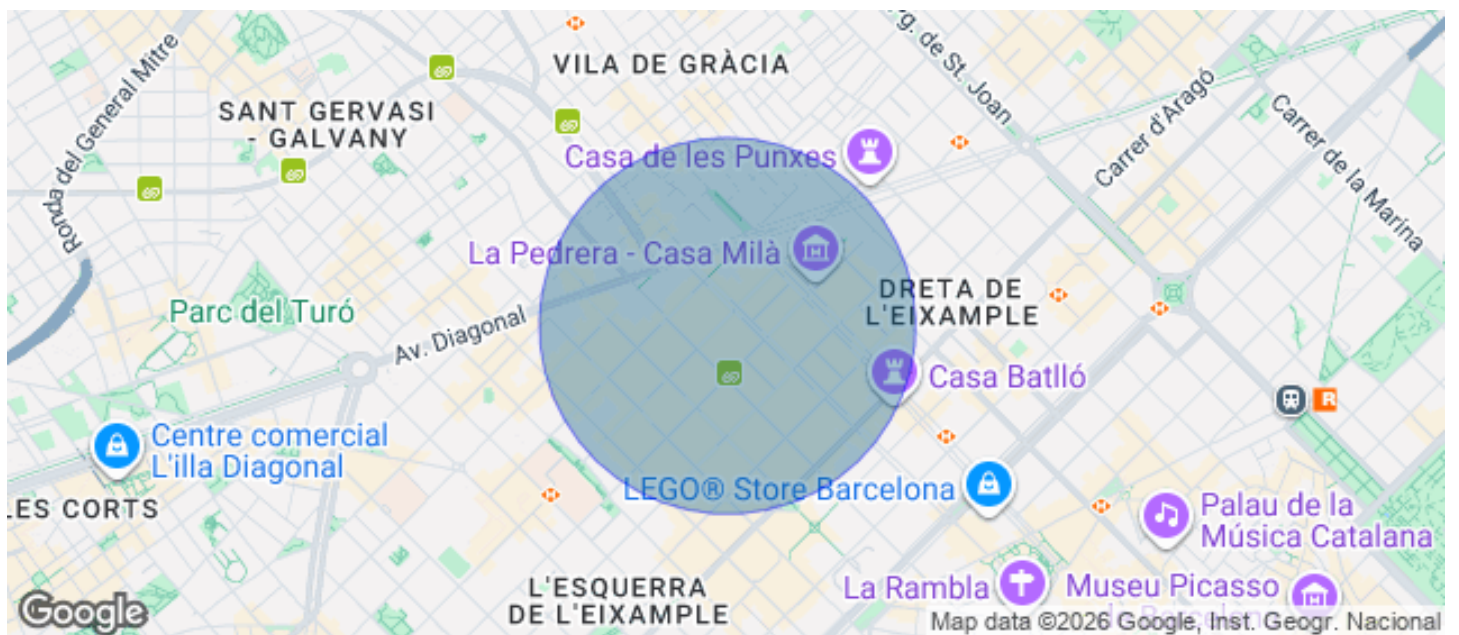 g. de St. Joan
VILA DE GRÀCIA
Ronda del General Mitre
SANT GERVASI
- GALVANY
Carrer d'Aragó
Carrer de la Marina
Casa de les Punxes
La Pedrera - Casa Milà
DRETA DE
L'EIXAMPLE
Parc del Turó
Av. Diagonal
Casa Batlló
R
Centre comercial
L'illa Diagonal
LEGO® Store Barcelona
LES CORTS
Palau de la
Música Catalana
L'ESQUERRA
DE L'EIXAMPLE
La Rambla
Museu Picasso
Google
Map data ©2026 Google, Inst. Geogr. Nacional